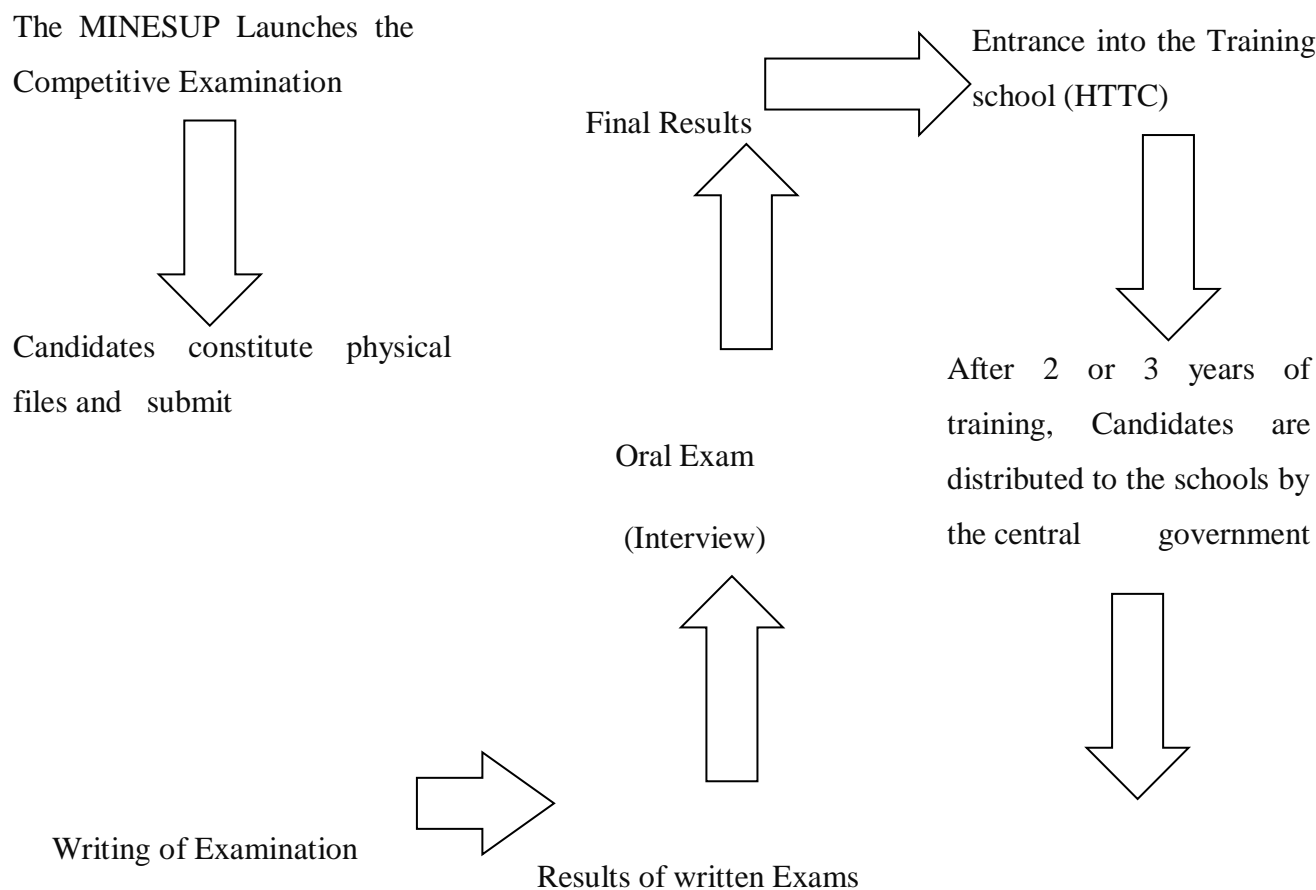 The MINESUP Launches the
Competitive Examination
Candidates constitute physical
files and submit
Writing of Examination
Results of written Exams
Oral Exam
(Interview)
Final Results
Entrance into the Training
school (HTTC)
After 2 or 3 years of
training, Candidates are
distributed to the schools by
the central government